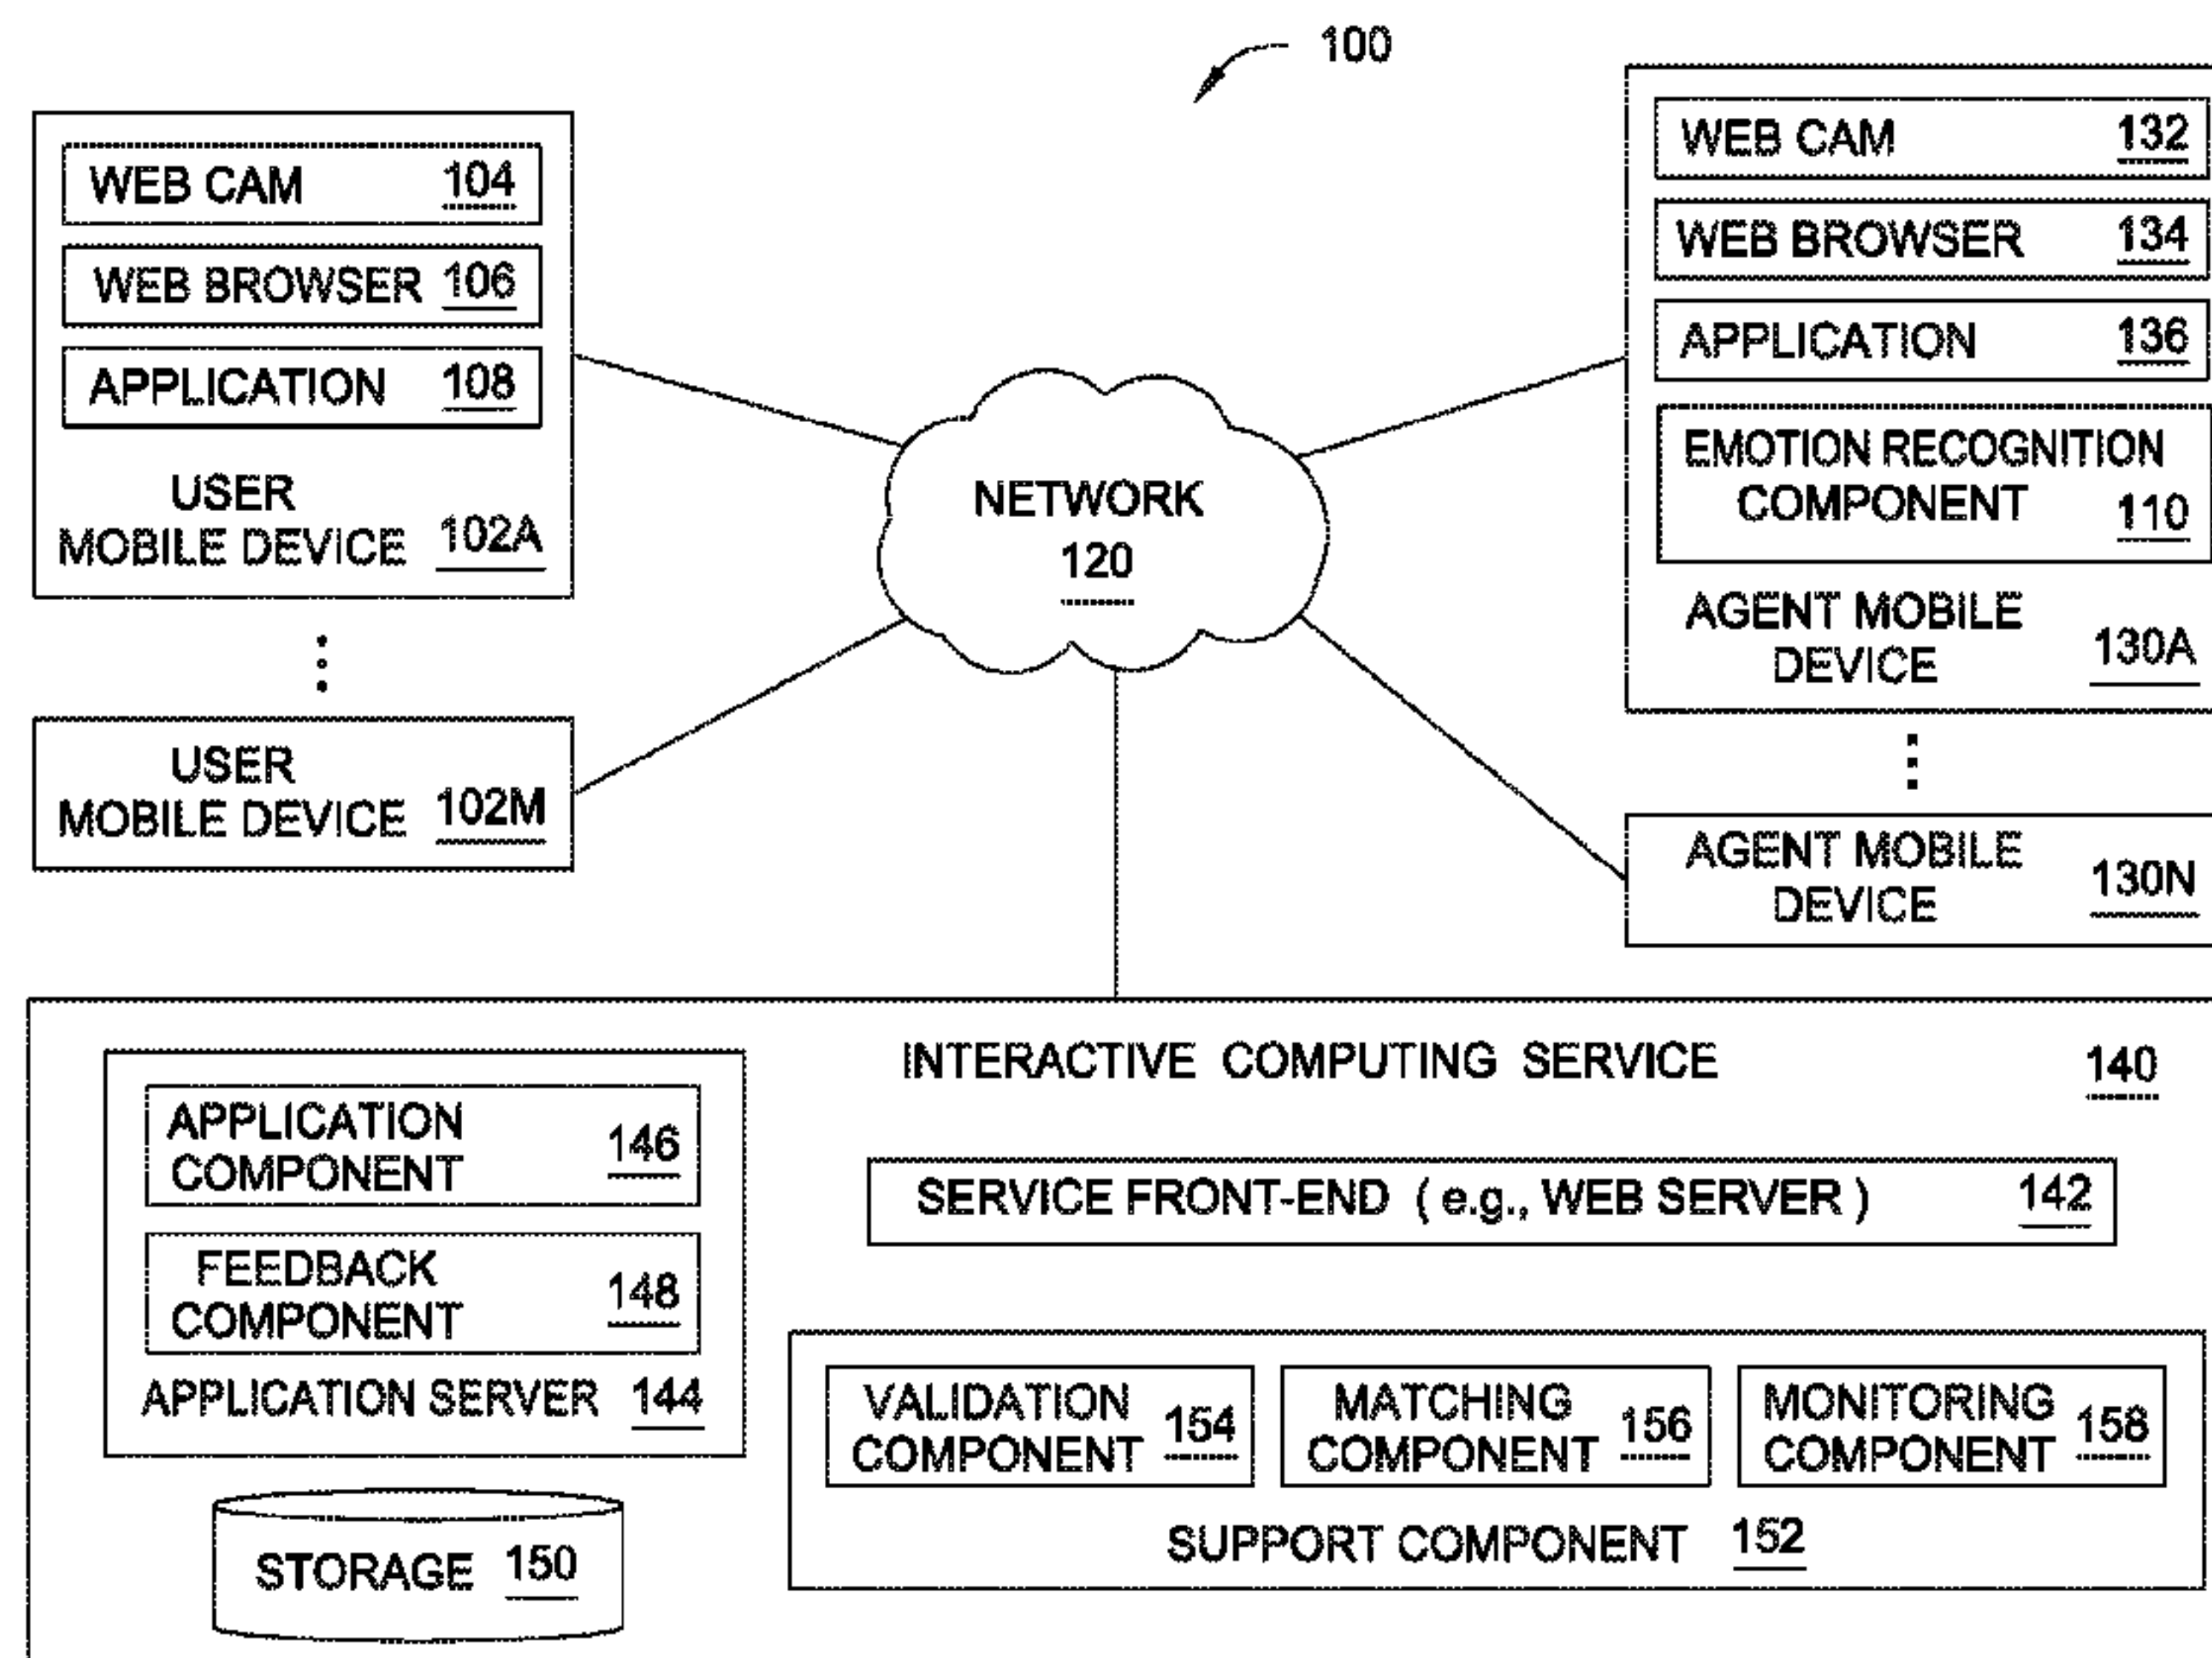 100
WEB CAM 104
WEB BROWSER 106
APPLICATION 108
USER
MOBILE DEVICE 102A
USER
MOBILE DEVICE 102M
NETWORK
120
WEB CAM 132
WEB BROWSER 134
APPLICATION 136
EMOTION RECOGNITION
COMPONENT 110
AGENT MOBILE
DEVICE 130A
AGENT MOBILE
DEVICE 130N
INTERACTIVE COMPUTING SERVICE 140
APPLICATION
COMPONENT 146
FEEDBACK
COMPONENT 148
APPLICATION SERVER 144
STORAGE 150
SERVICE FRONT-END ( e.g., WEB SERVER ) 142
VALIDATION
COMPONENT 154
MATCHING
COMPONENT 156
MONITORING
COMPONENT 158
SUPPORT COMPONENT 152